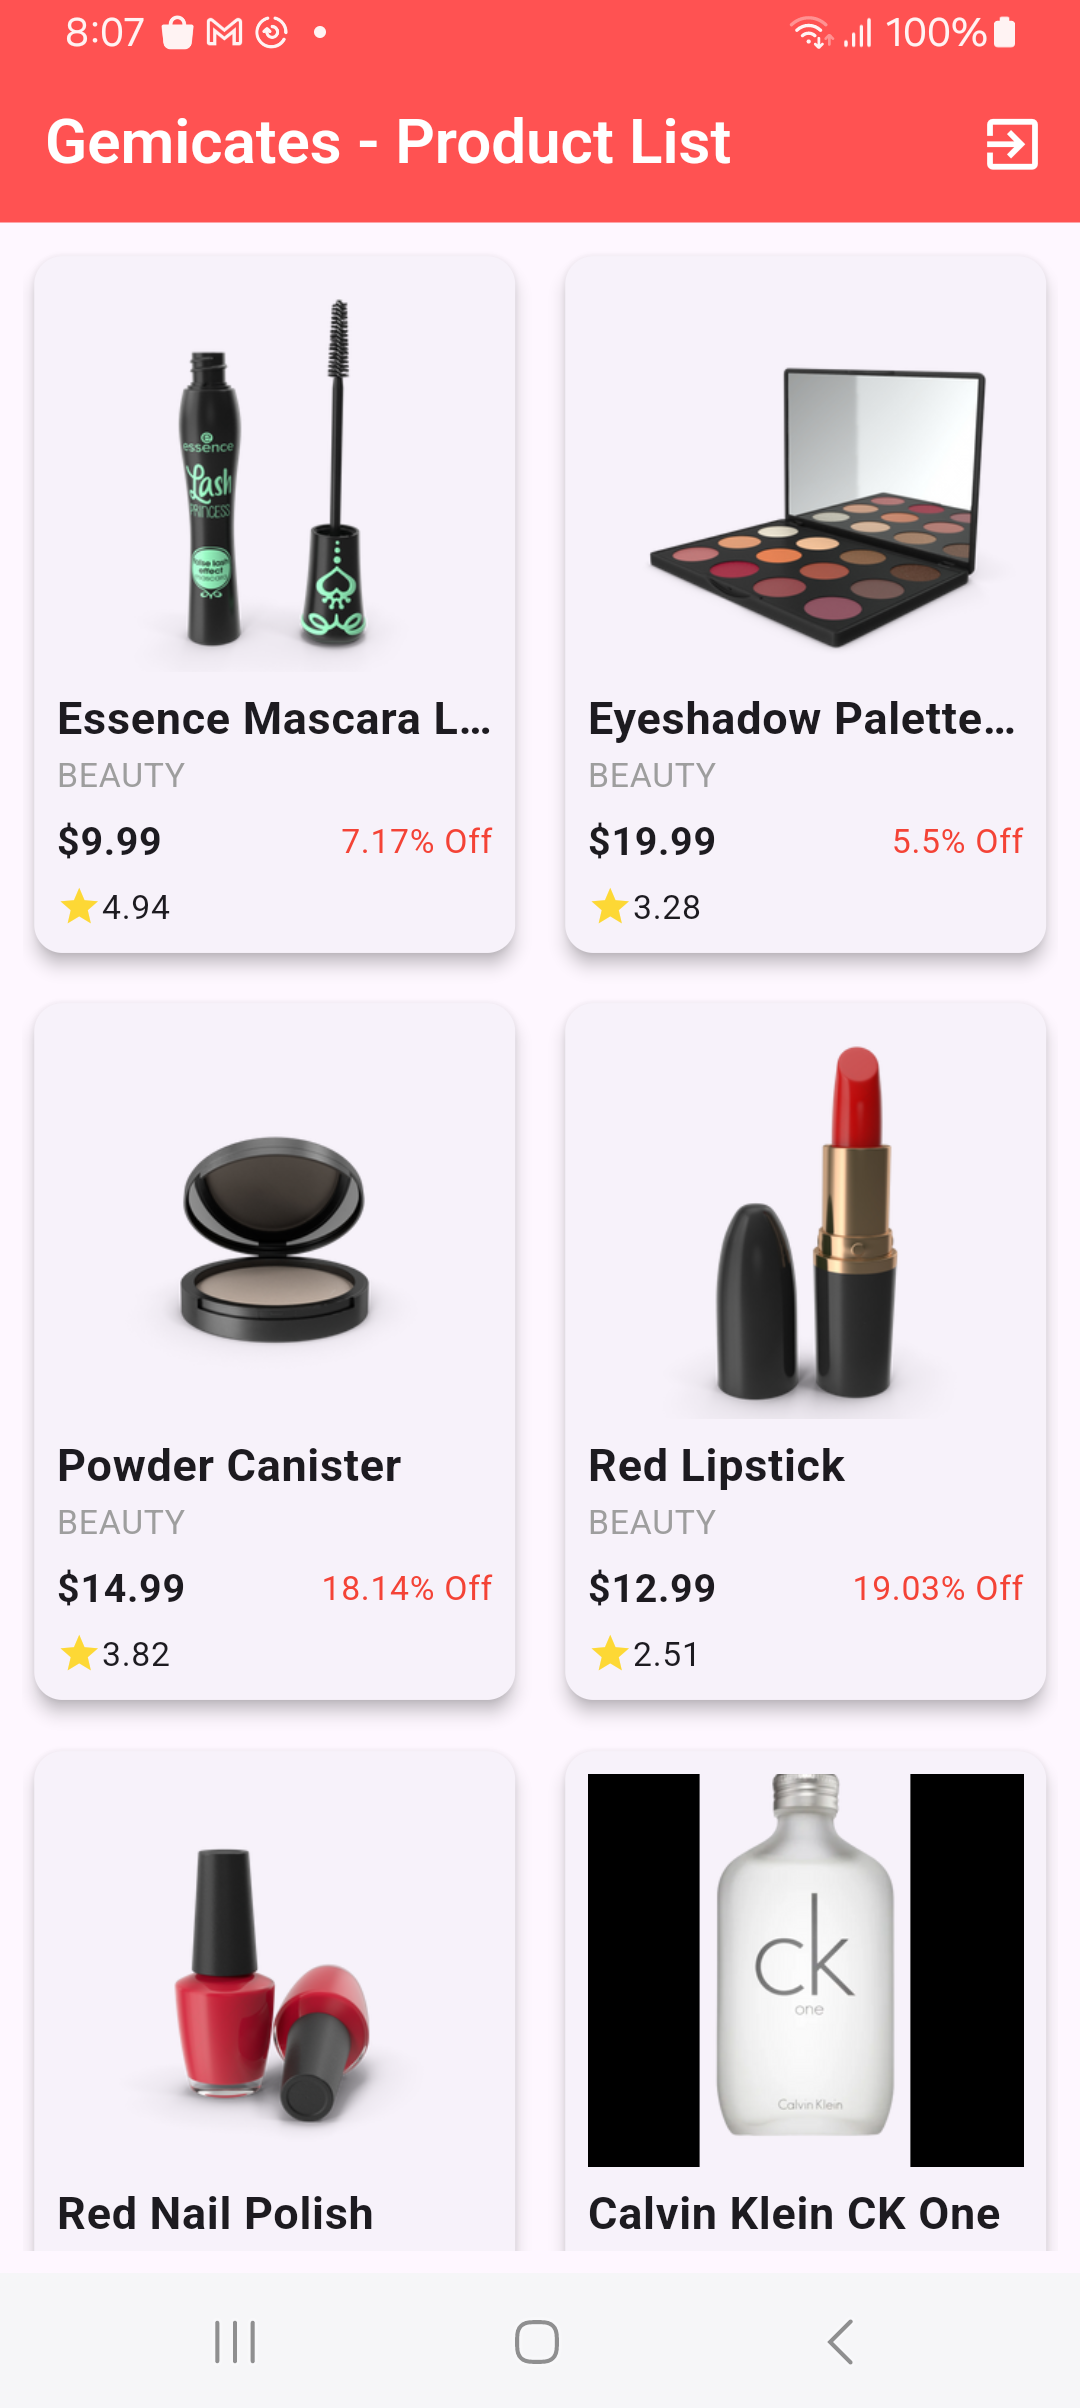 8:07
100%
Gemicates - Product List
essence
Lash
PRINCESS
false lash
effect
mascara
Essence Mascara L...
BEAUTY
$9.99
7.17% Off
4.94
Eyeshadow Palette...
BEAUTY
$19.99
5.5% Off
3.28
Powder Canister
BEAUTY
$14.99
18.14% Off
3.82
Red Lipstick
BEAUTY
$12.99
19.03% Off
2.51
Red Nail Polish
ck
one
Calvin Klein
Calvin Klein CK One